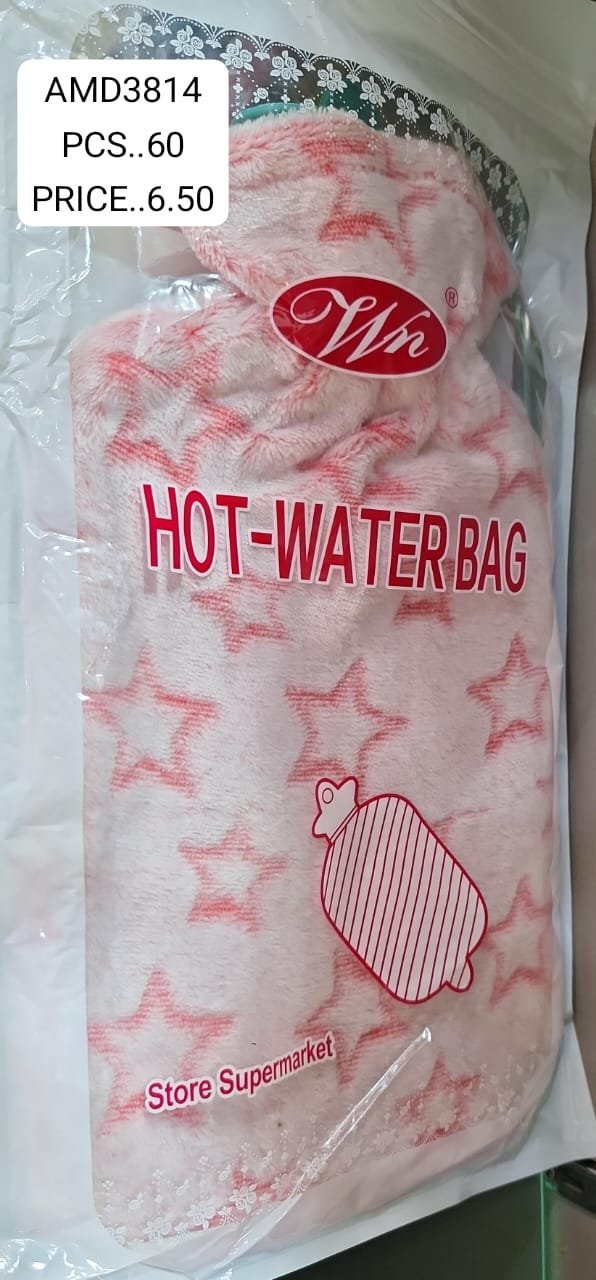 AMD3814
PCS..60
PRICE..6.50
Wn ®
HOT-WATER BAG
Store Supermarket